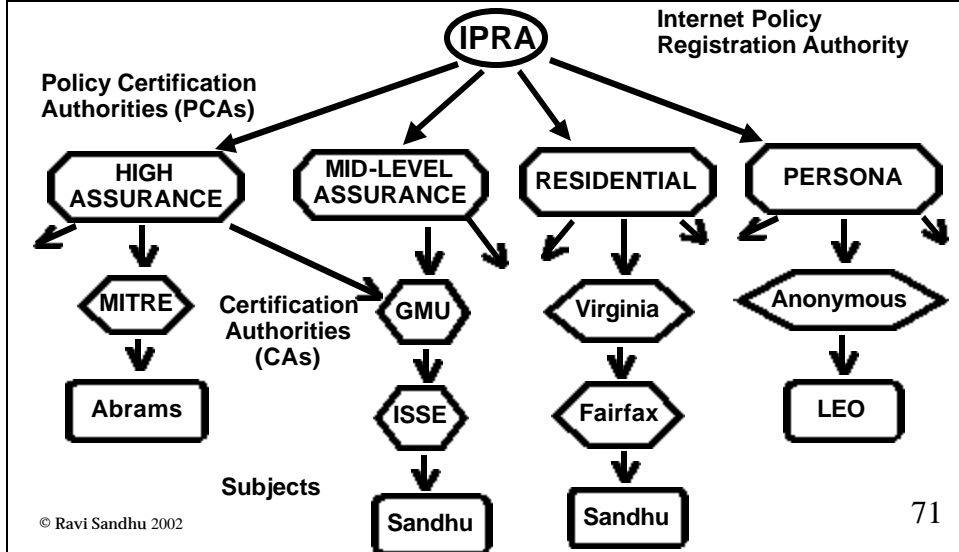 IPRA
Internet Policy
Registration Authority
Policy Certification
Authorities (PCAs)
HIGH
ASSURANCE
MID-LEVEL
ASSURANCE
RESIDENTIAL
PERSONA
MITRE
Certification
Authorities
(CAs)
GMU
Virginia
Anonymous
Abrams
ISSE
Fairfax
LEO
Subjects
Sandhu
Sandhu
© Ravi Sandhu 2002
71